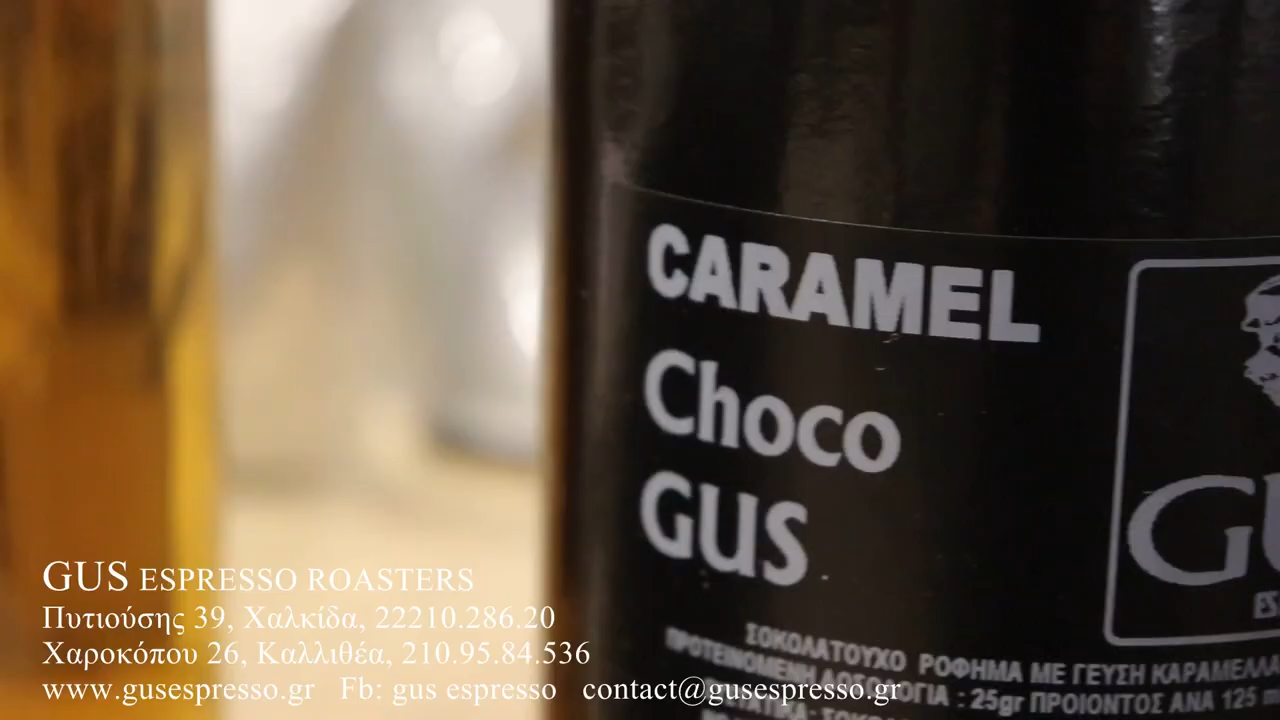 CARAMEL
Choco
GUS
ΣΟΚΟΛΑΤΟΥΧΟ ΡΟΦΗΜΑ ΜΕ ΓΕΥΣΗ
ΠΡΟΤΕΙΝΟΜΕΝΗ ΔΟΣΟΛΟΓΙΑ : 25gr ΠΡΟΙΟΝΤΟΣ ΑΝΑ 125
GUS ESPRESSO ROASTERS
Πυτιούσης 39, Χαλκίδα, 22210.286.20
Χαροκόπου 26, Καλλιθέα, 210.95.84.536
www.gusespresso.gr Fb: gus espresso contact@gusespresso.gr